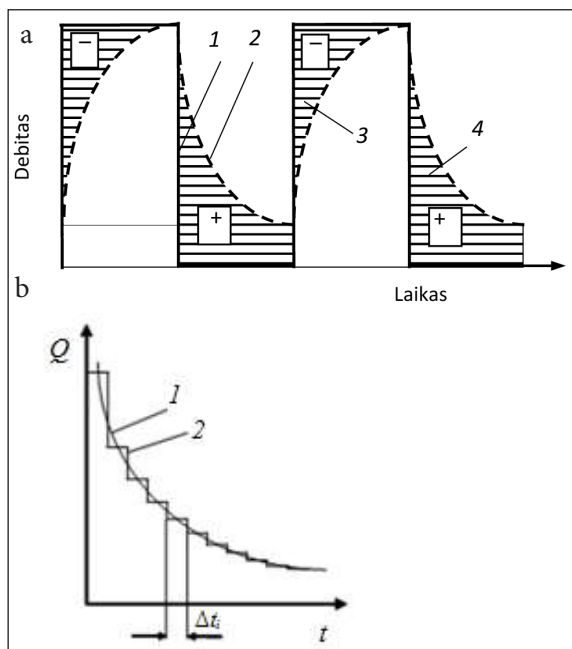 a
− 1 2 −
3 4
Debitas
+ +
Laikas
b
Q
1
2
Δtᵢ
t